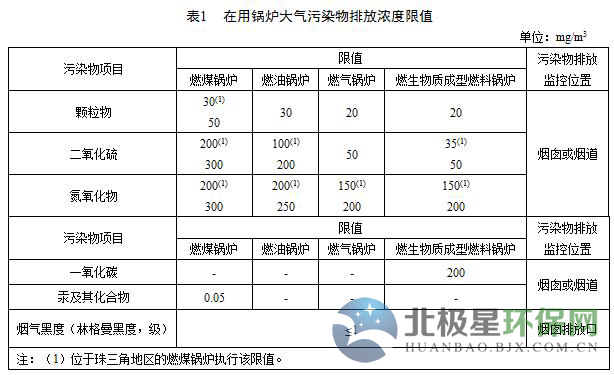 表1 在用锅炉大气污染物排放浓度限值
单位：mg/m³
污染物项目 限值 污染物排放监控位置
燃煤锅炉 燃油锅炉 燃气锅炉 燃生物质成型燃料锅炉
颗粒物 30(1) 50 30 20 20 烟囱或烟道
二氧化硫 200(1) 300 100(1) 200 50 35(1) 50
氮氧化物 200(1) 300 200(1) 250 150(1) 200 150(1) 200
污染物项目 限值 污染物排放监控位置
燃煤锅炉 燃油锅炉 燃气锅炉 燃生物质成型燃料锅炉
一氧化碳 - - - 200 烟囱或烟道
汞及其化合物 0.05 - - -
烟气黑度（林格曼黑度，级） ≤1 烟囱排放口
注：（1）位于珠三角地区的燃煤锅炉执行该限值。
北极星环保网
HUANBAO.BJX.COM.CN